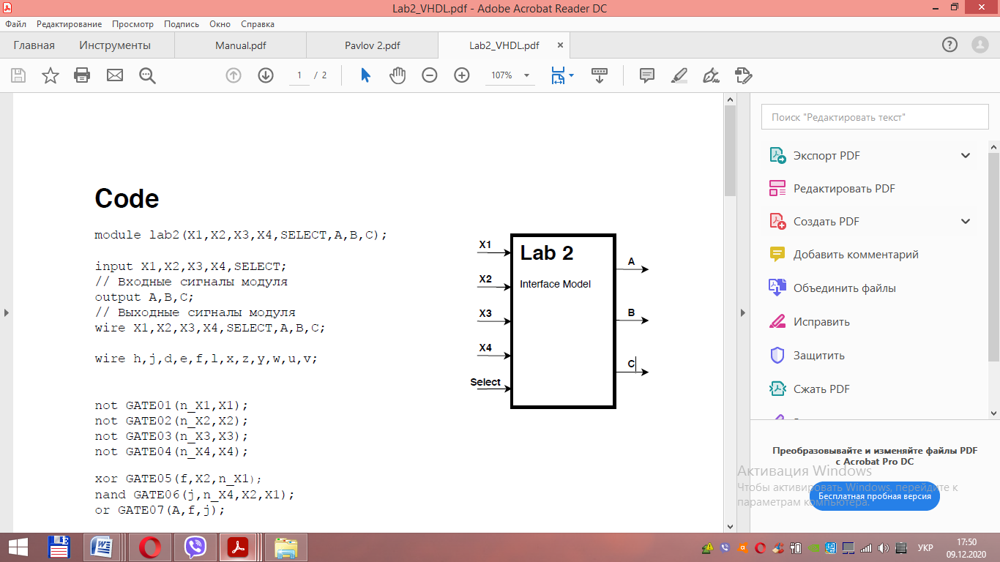 Lab2_VHDL.pdf - Adobe Acrobat Reader DC
Файл Редактирование Просмотр Подпись Окно Справка
Главная Инструменты Manual.pdf Pavlov 2.pdf Lab2_VHDL.pdf ×
1 / 2 107%
Code
module lab2(X1,X2,X3,X4,SELECT,A,B,C);
input X1,X2,X3,X4,SELECT;
// Входные сигналы модуля
output A,B,C;
// Выходные сигналы модуля
wire X1,X2,X3,X4,SELECT,A,B,C;
wire h,j,d,e,f,l,x,z,y,w,u,v;
not GATE01(n_X1,X1);
not GATE02(n_X2,X2);
not GATE03(n_X3,X3);
not GATE04(n_X4,X4);
xor GATE05(f,X2,n_X1);
nand GATE06(j,n_X4,X2,X1);
or GATE07(A,f,j);
X1
X2
X3
X4
Select
Lab 2
Interface Model
A
B
C
Поиск "Редактировать текст"
Экспорт PDF
Редактировать PDF
Создать PDF
Добавить комментарий
Объединить файлы
Исправить
Защитить
Сжать PDF
Преобразовывайте и изменяйте файлы PDF
с Acrobat Pro DC
Бесплатная пробная версия
Активация Windows
Чтобы активировать Windows, перейдите к
параметрам компьютера.
УКР
17:50
09.12.2020